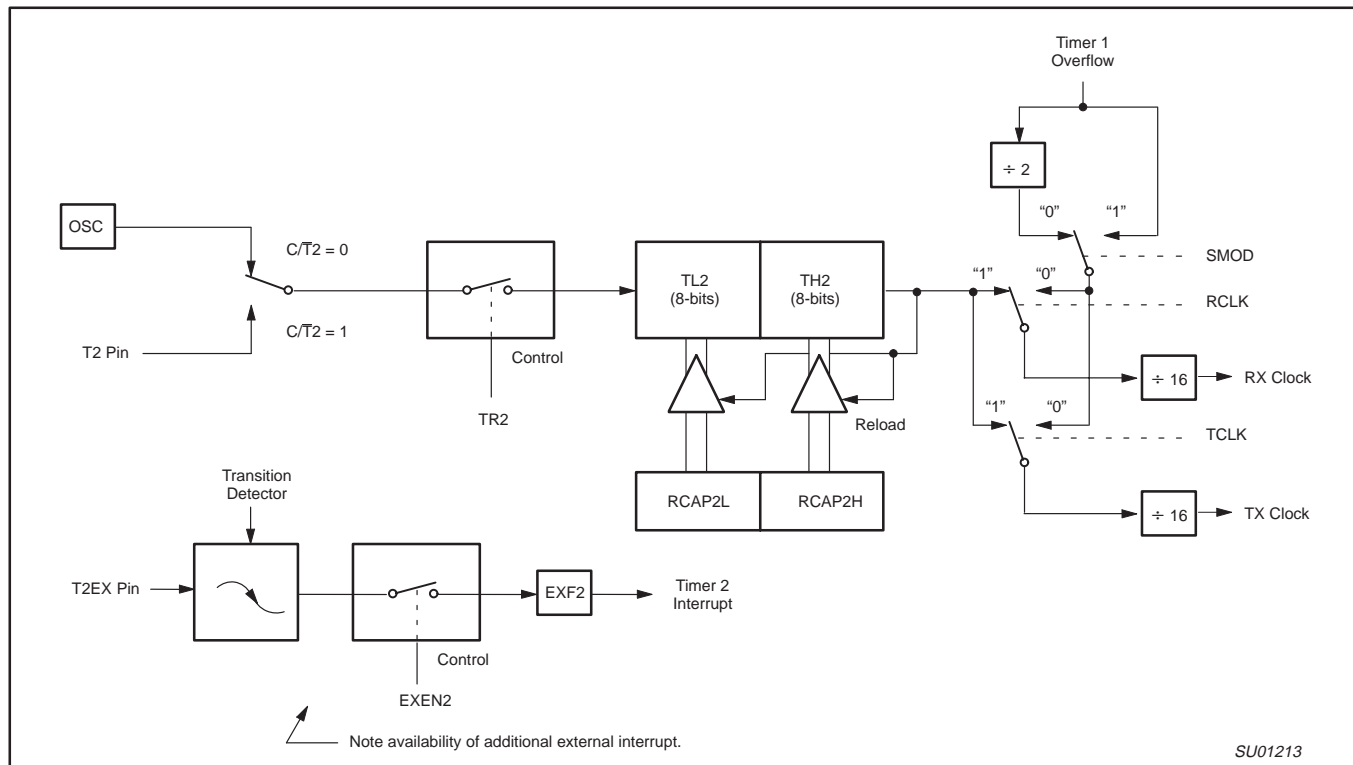 Timer 1
Overflow
÷ 2
“0”
“1”
OSC
C/T̅2 = 0
TL2
(8-bits)
TH2
(8-bits)
SMOD
“1”
“0”
RCLK
C/T̅2 = 1
T2 Pin
Control
÷ 16
RX Clock
TR2
Reload
“1”
“0”
TCLK
Transition
Detector
RCAP2L
RCAP2H
÷ 16
TX Clock
T2EX Pin
EXF2
Timer 2
Interrupt
Control
EXEN2
Note availability of additional external interrupt.
SU01213